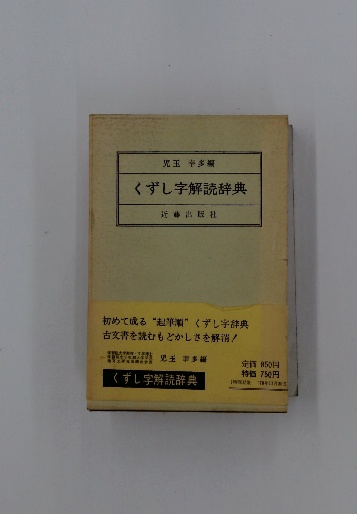 児玉 幸多編
くずし字解読辞典
近藤出版社
初めて成る“起筆順”くずし字辞典
古文書を読むもどかしさを解消！
児玉 幸多編
定価 850円
特価 750円
くずし字解読辞典